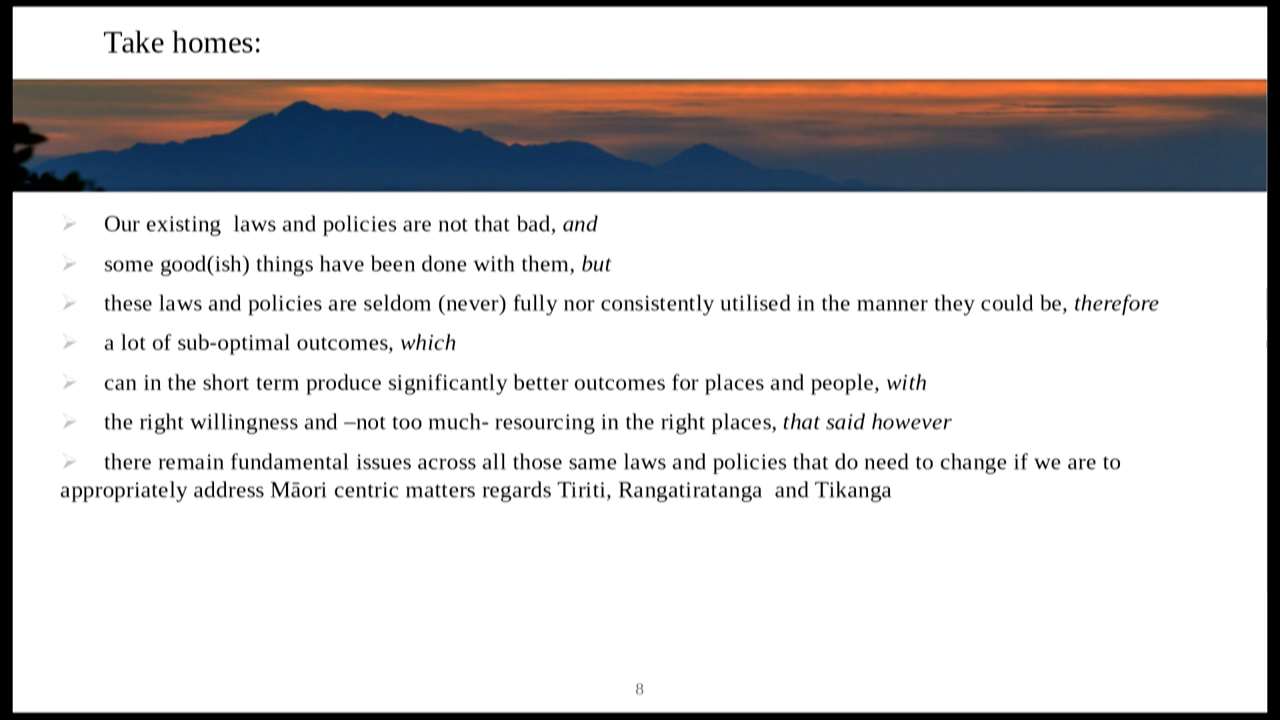 Take homes:
Our existing  laws and policies are not that bad, and
some good(ish) things have been done with them, but
these laws and policies are seldom (never) fully nor consistently utilised in the manner they could be, therefore
a lot of sub-optimal outcomes, which
can in the short term produce significantly better outcomes for places and people, with
the right willingness and –not too much- resourcing in the right places, that said however
there remain fundamental issues across all those same laws and policies that do need to change if we are to
appropriately address Māori centric matters regards Tiriti, Rangatiratanga  and Tikanga
8